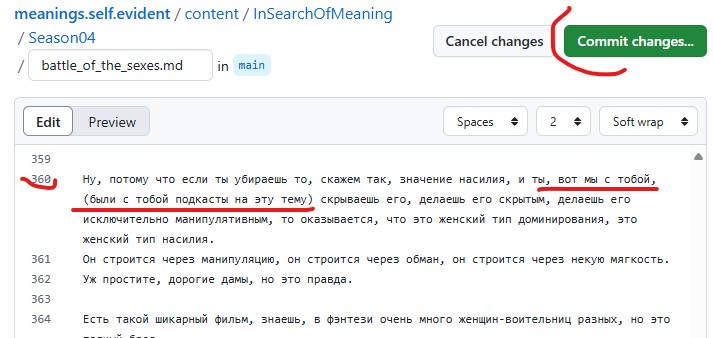 meanings.self.evident / content / InSearchOfMeaning
/ Season04
/ battle_of_the_sexes.md in main
Cancel changes Commit changes...
Edit Preview Spaces 2 Soft wrap
359
360 Ну, потому что если ты убираешь то, скажем так, значение насилия, и ты, вот мы с тобой,
(были с тобой подкасты на эту тему) скрываешь его, делаешь его скрытым, делаешь его
исключительно манипулятивным, то оказывается, что это женский тип доминирования, это
женский тип насилия.
361 Он строится через манипуляцию, он строится через обман, он строится через некую мягкость.
362 Уж простите, дорогие дамы, но это правда.
363
364 Есть такой шикарный фильм, знаешь, в фэнтези очень много женщин-воительниц разных, но это